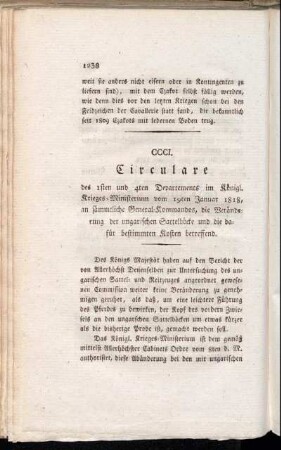 1236
weit sie anders nicht eisern oder in Kontingenten zu
liefern sind), mit dem Czakot selbst fällig werden,
wie denn dies vor den letzten Kriegen schon bei den
Feldzeichen der Cavallerie statt fand, die bekanntlich
seit 1809 Czakots mit ledernen Boden trug.
CCCI.
Circulare
des 1sten und 4ten Departements im Königl.
Krieges-Ministerium vom 19ten Januar 1818,
an sämmtliche General-Kommandos, die Verände-
rung der ungarischen Sattelböcke und die da-
für bestimmten Kosten betreffend.
Des Königs Majestät haben auf den Bericht der
von Allerhöchst Denenselben zur Untersuchung des un-
garischen Sattel- und Reitzeuges angeordnet gewese-
nen Commission weiter keine Veränderung zu geneh-
migen geruhet, als daß, um eine leichtere Führung
des Pferdes zu bewirken, der Kopf des vordern Zwie-
sels an den ungarischen Sattelböcken um etwas kürzer
als die bisherige Probe ist, gemacht werden soll.
Das Königl. Krieges-Ministerium ist dem gemäß
mittelst Allerhöchster Cabinets Order vom 8ten d. M.
authorisirt, diese Abänderung bei den mit ungarischen